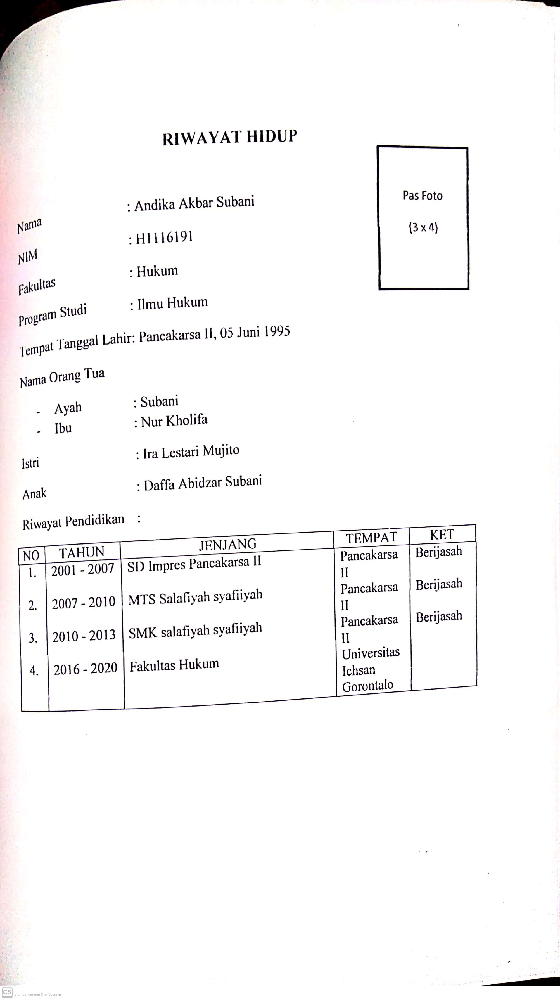 RIWAYAT HIDUP
Pas Foto
(3 x 4)
Nama : Andika Akbar Subani
NIM : H1116191
Fakultas : Hukum
Program Studi : Ilmu Hukum
Tempat Tanggal Lahir: Pancakarsa II, 05 Juni 1995
Nama Orang Tua
- Ayah : Subani
- Ibu : Nur Kholifa
Istri : Ira Lestari Mujito
Anak : Daffa Abidzar Subani
Riwayat Pendidikan :
NO TAHUN JENJANG TEMPAT KET
1. 2001 - 2007 SD Impres Pancakarsa II Pancakarsa Berijasah
II
2. 2007 - 2010 MTS Salafiyah syafiiyah Pancakarsa Berijasah
II
3. 2010 - 2013 SMK salafiyah syafiiyah Pancakarsa Berijasah
II
4. 2016 - 2020 Fakultas Hukum Universitas
Ichsan
Gorontalo
CS Dipindai dengan CamScanner